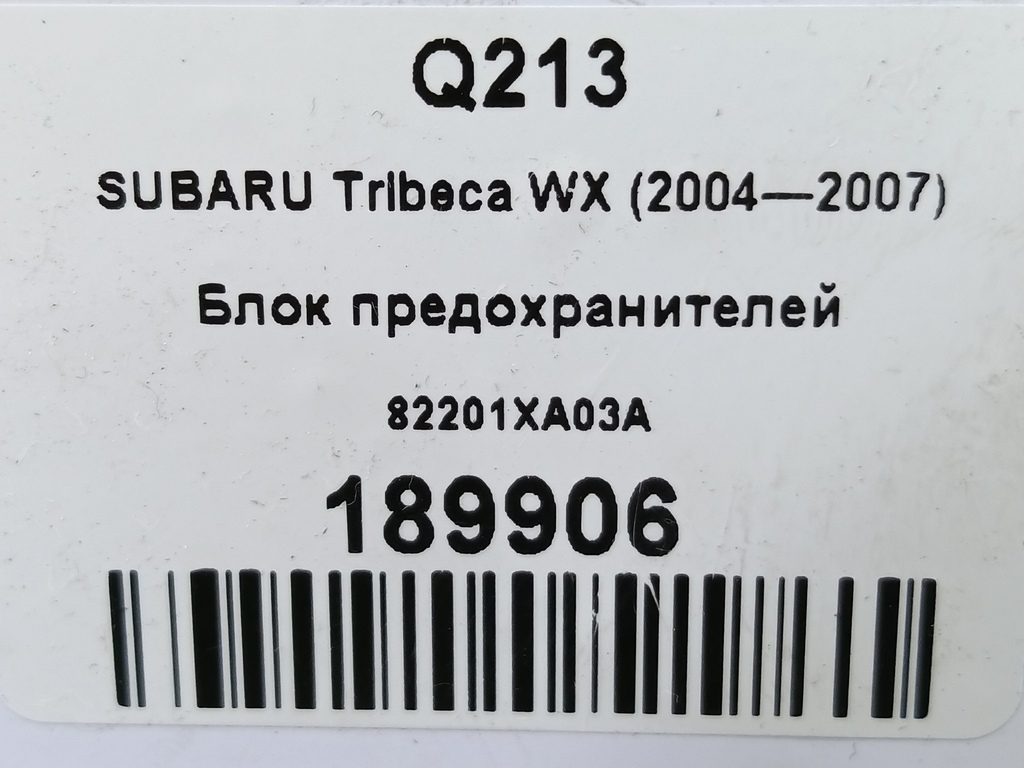 Q213
SUBARU Tribeca WX (2004—2007)
Блок предохранителей
82201XA03A
189906